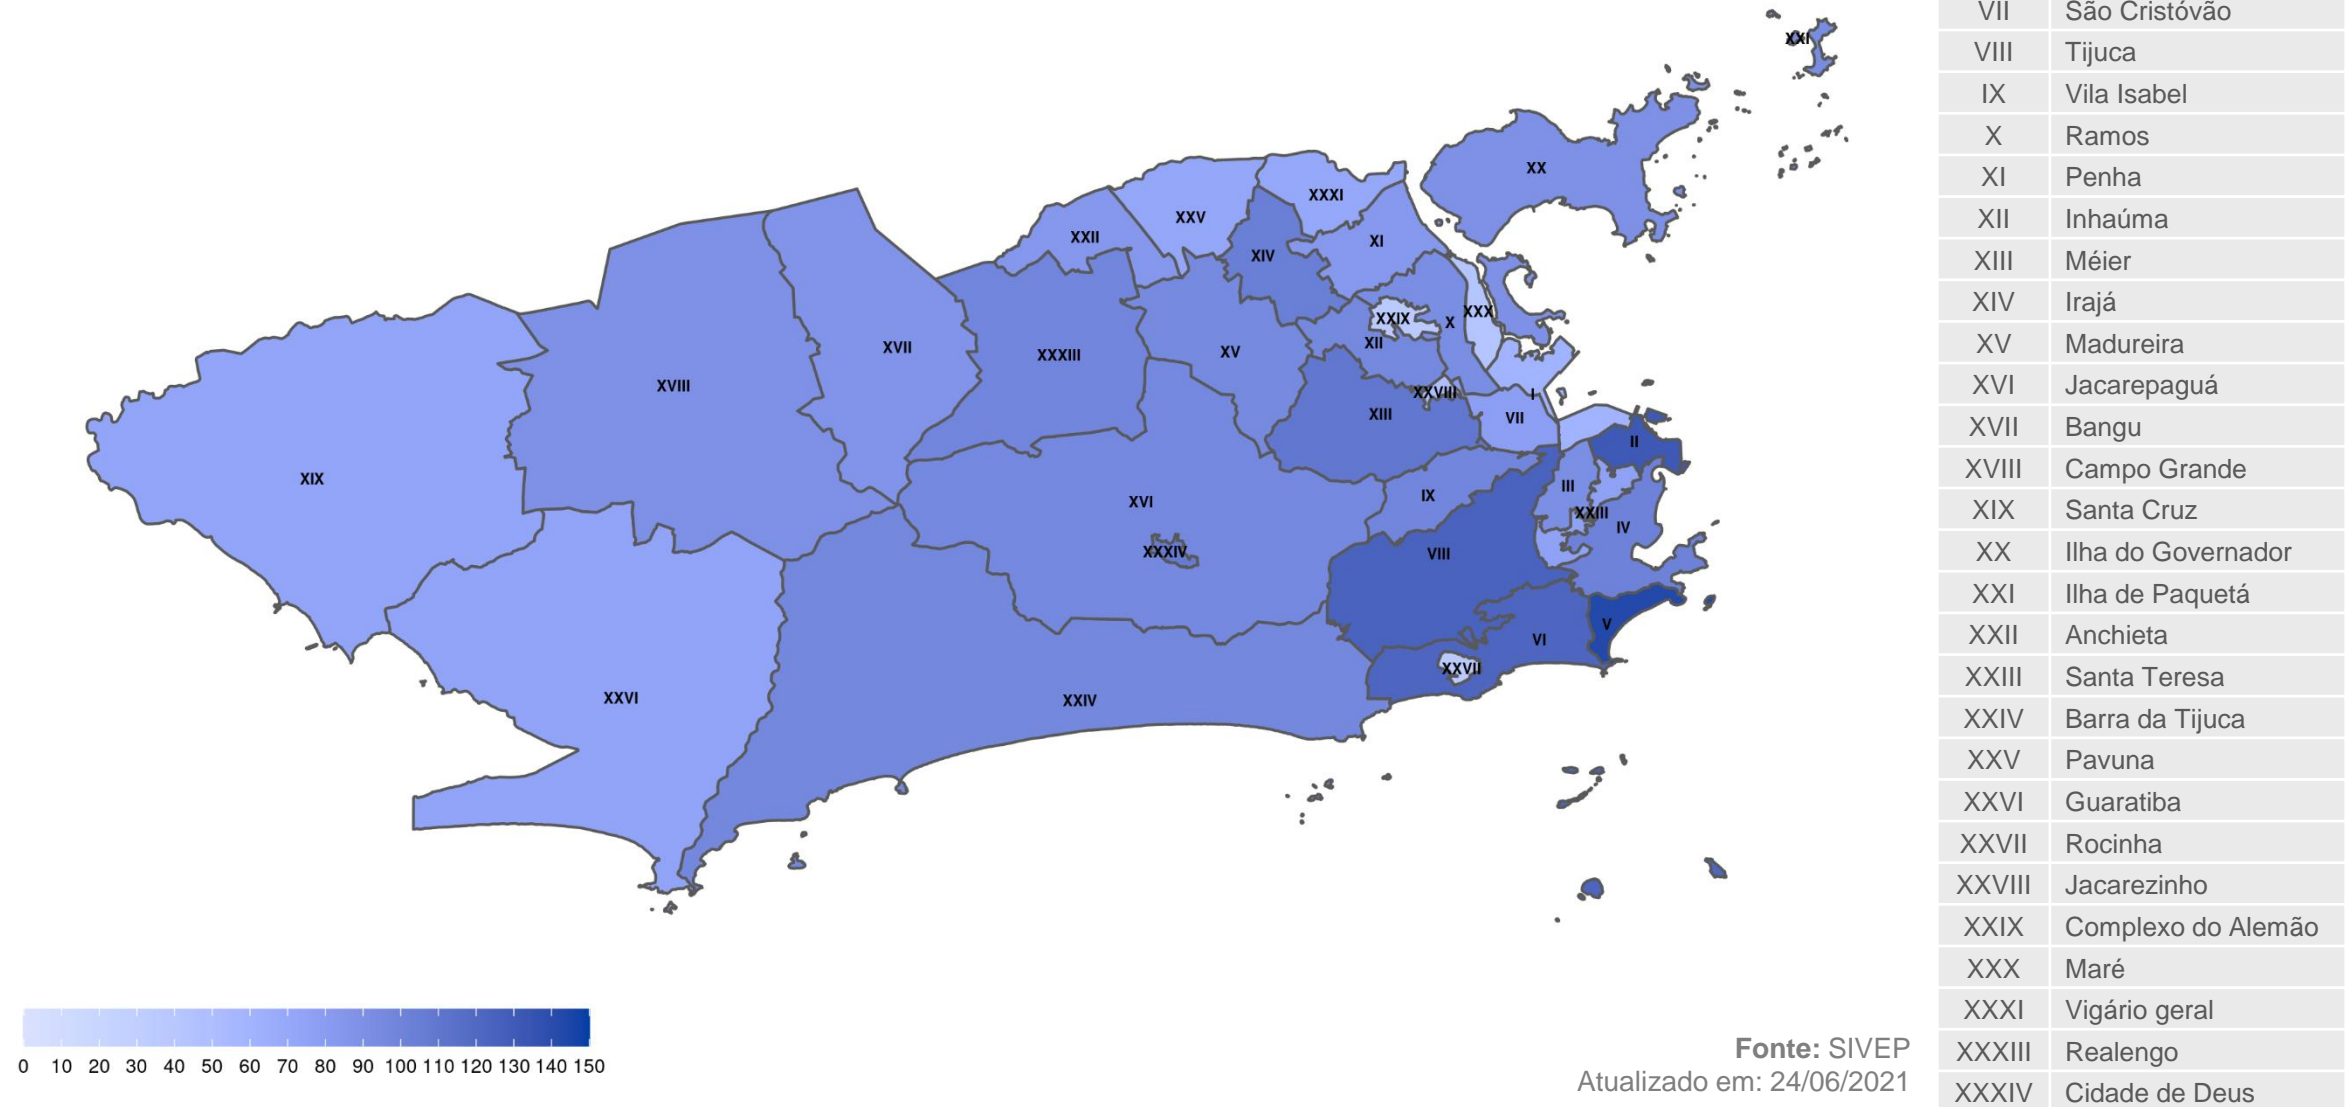 VII São Cristóvão
VIII Tijuca
IX Vila Isabel
X Ramos
XI Penha
XII Inhaúma
XIII Méier
XIV Irajá
XV Madureira
XVI Jacarepaguá
XVII Bangu
XVIII Campo Grande
XIX Santa Cruz
XX Ilha do Governador
XXI Ilha de Paquetá
XXII Anchieta
XXIII Santa Teresa
XXIV Barra da Tijuca
XXV Pavuna
XXVI Guaratiba
XXVII Rocinha
XXVIII Jacarezinho
XXIX Complexo do Alemão
XXX Maré
XXXI Vigário geral
XXXIII Realengo
XXXIV Cidade de Deus
XXI
XX
XXXI
XXV
XXII
XI
XIV
XXX
XXIX
X
XII
XVII
XV
XXXIII
XVIII
XXVIII
I
XIII
VII
II
XIX
III
IX
XVI
XXIII
IV
XXXIV
VIII
V
VI
XXVII
XXVI
XXIV
0 10 20 30 40 50 60 70 80 90 100 110 120 130 140 150
Fonte: SIVEP
Atualizado em: 24/06/2021